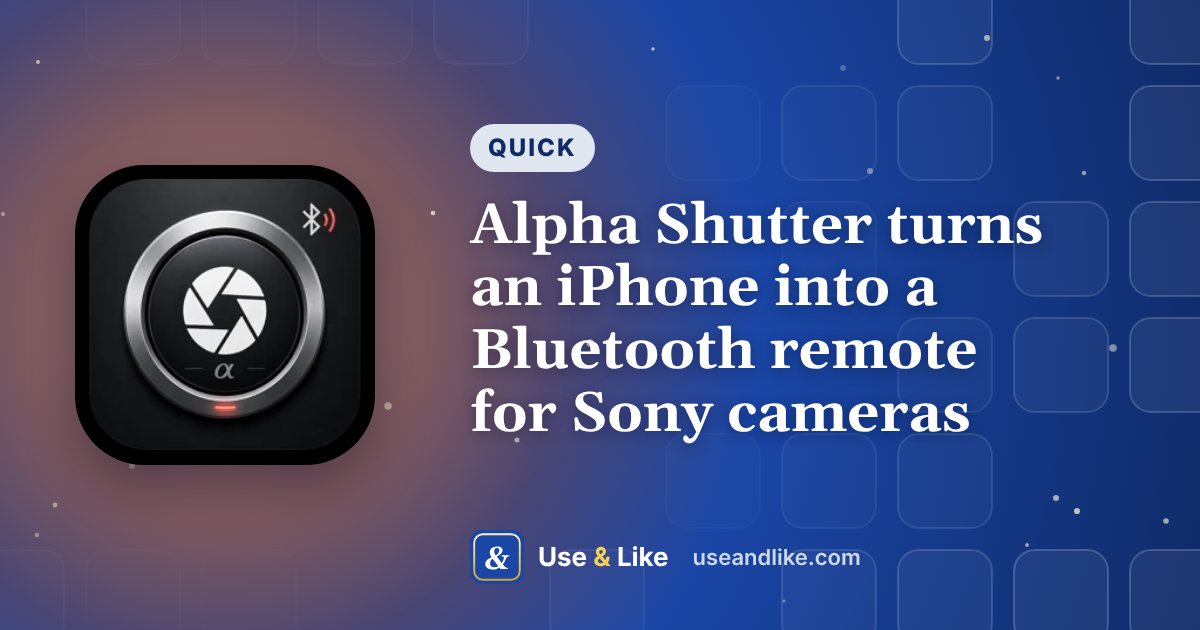 QUICK
Alpha Shutter turns
an iPhone into a
Bluetooth remote
for Sony cameras
α
& Use & Like useandlike.com